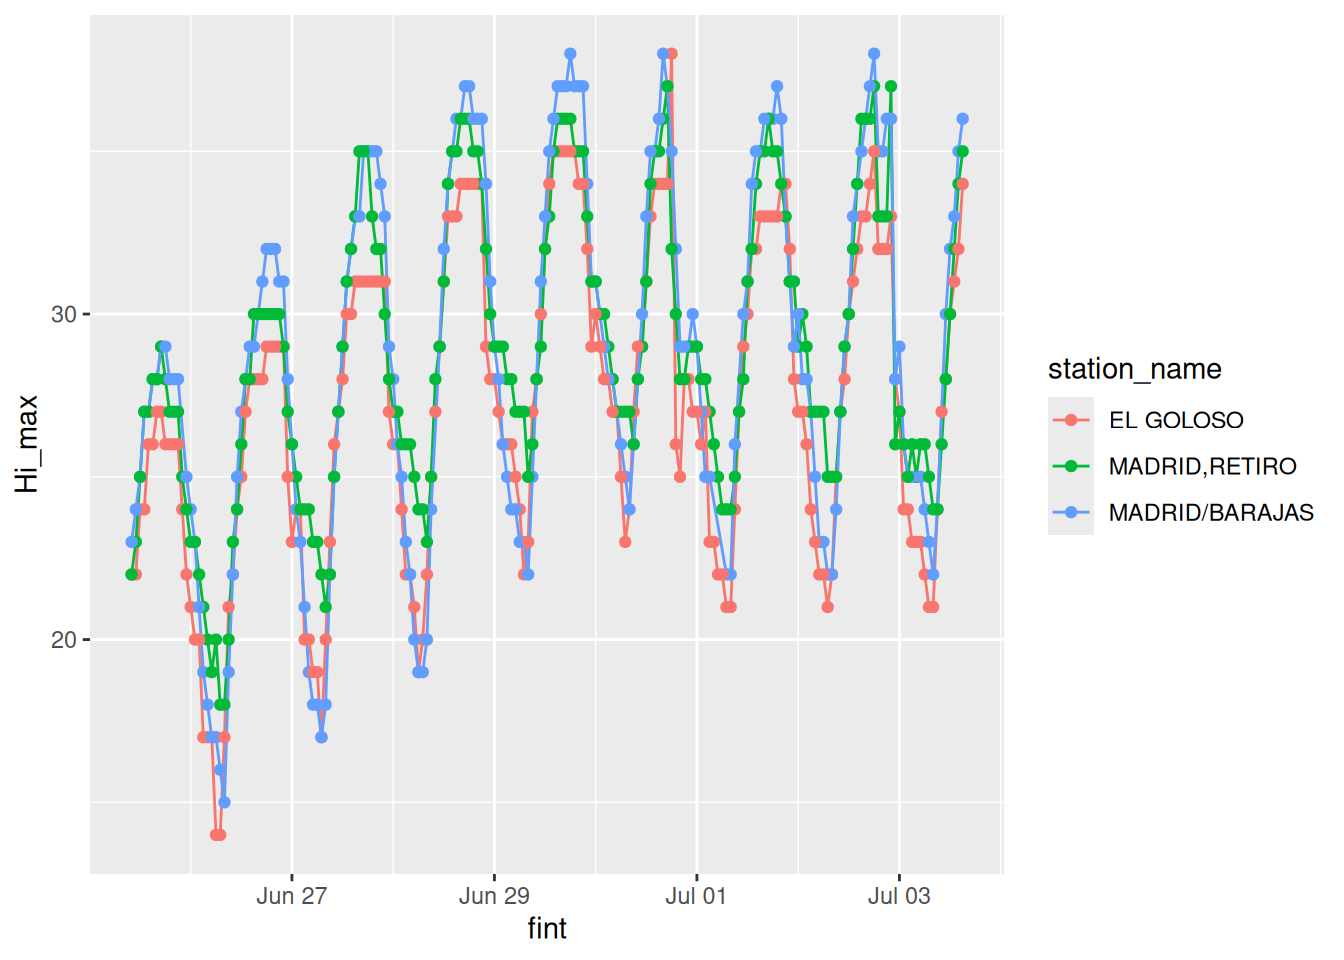 Hi_max
30
20
Jun 27
Jun 29
Jul 01
Jul 03
fint
station_name
EL GOLOSO
MADRID,RETIRO
MADRID/BARAJAS